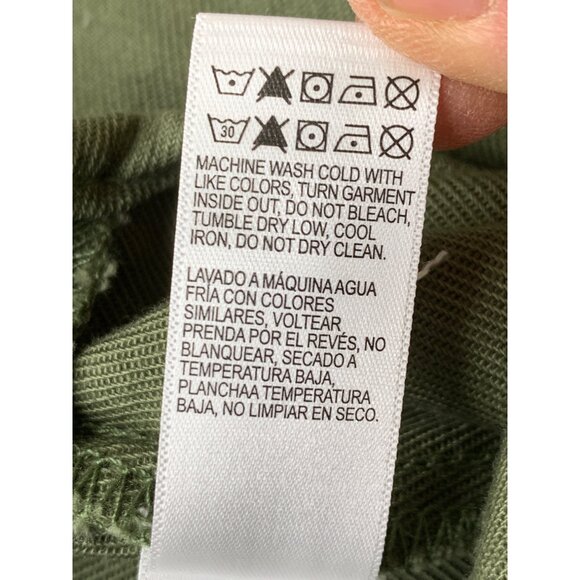 30
MACHINE WASH COLD WITH
LIKE COLORS, TURN GARMENT
INSIDE OUT, DO NOT BLEACH,
TUMBLE DRY LOW, COOL
IRON, DO NOT DRY CLEAN.
LAVADO A MÁQUINA AGUA
FRÍA CON COLORES
SIMILARES, VOLTEAR
PRENDA POR EL REVÉS, NO
BLANQUEAR, SECADO A
TEMPERATURA BAJA,
PLANCHAA TEMPERATURA
BAJA, NO LIMPIAR EN SECO.